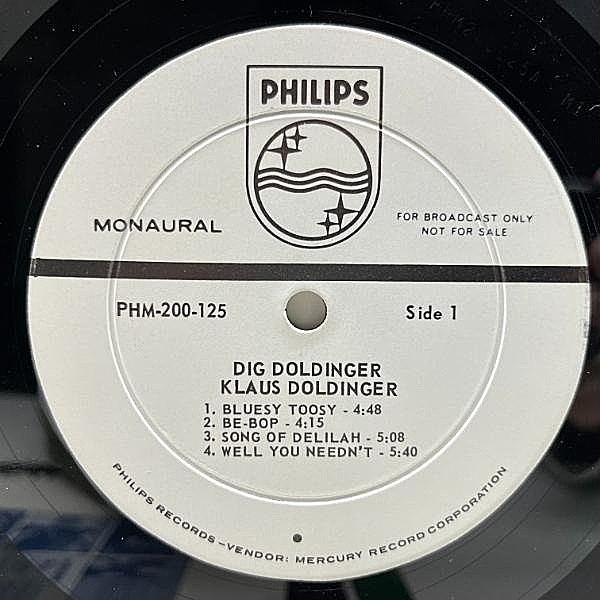 PHILIPS
MONAURAL
FOR BROADCAST ONLY
NOT FOR SALE
PHM-200-125
Side 1
DIG DOLDINGER
KLAUS DOLDINGER
1. BLUESY TOOSY - 4:48
2. BE-BOP - 4:15
3. SONG OF DELILAH - 5:08
4. WELL YOU NEEDN'T - 5:40
PHILIPS RECORDS—VENDOR: MERCURY RECORD CORPORATION